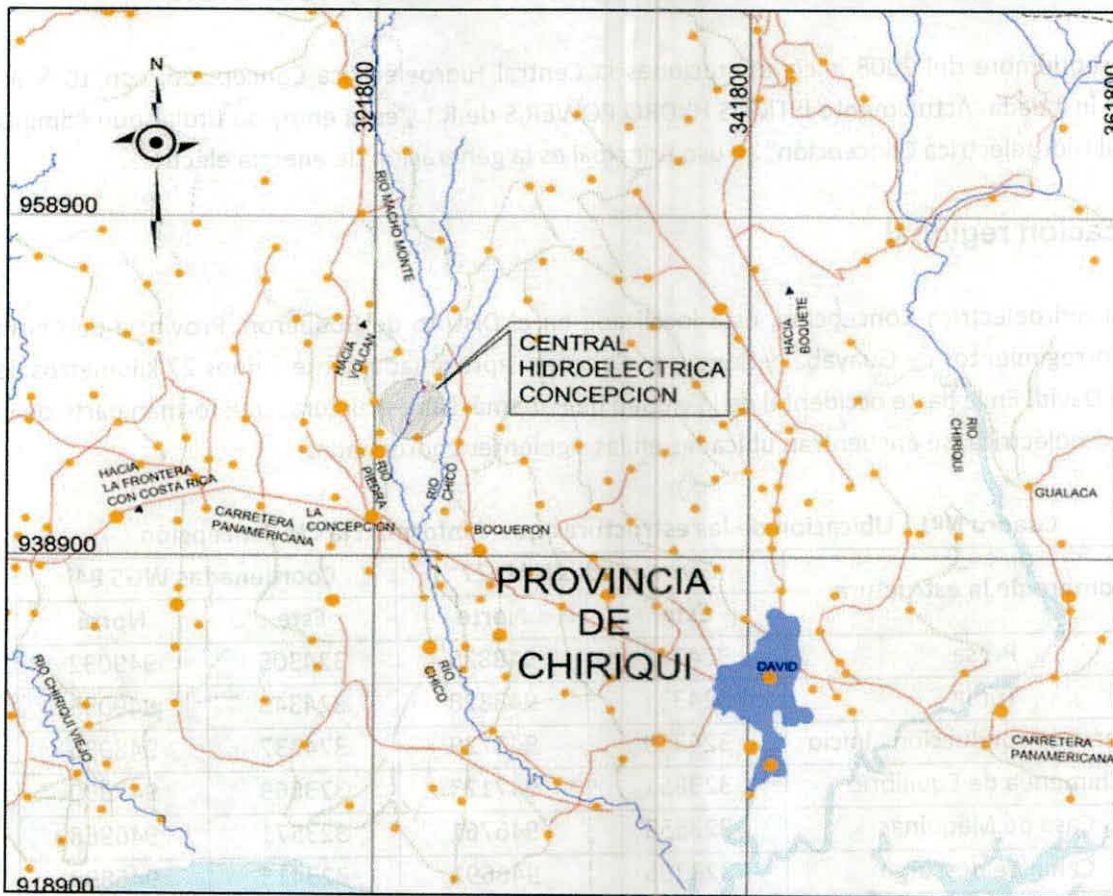 N
321800
341800
361800
RIO MACHO MONTE
958900
HACIA
VOLCAN
HACIA
BOQUETE
CENTRAL
HIDROELECTRICA
CONCEPCION
RIO
CHIRIQUI
HACIA
LA FRONTERA
CON COSTA RICA
RIO
PIEDRA
RIO
CHICO
GUALACA
CARRETERA
PANAMERICANA
LA
CONCEPCION
BOQUERON
938900
PROVINCIA
DE
CHIRIQUI
DAVID
RIO
CHICO
RIO CHIRIQUI VIEJO
CARRETERA
PANAMERICANA
918900